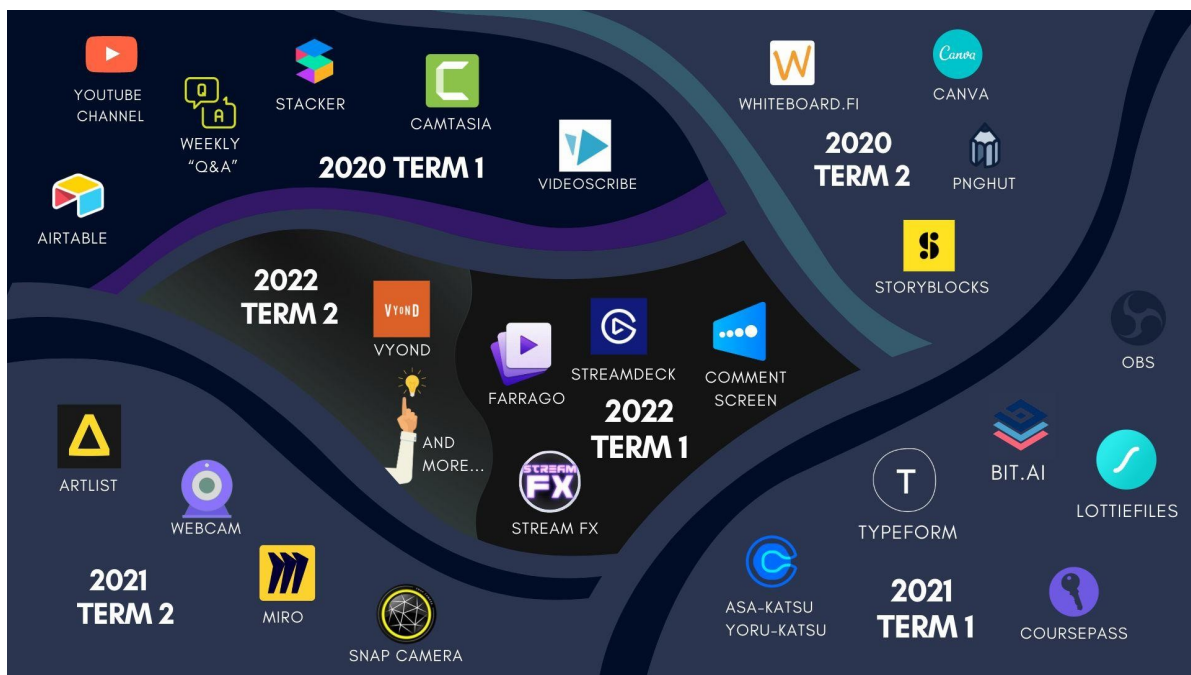 YOUTUBE
CHANNEL
WEEKLY
"Q&A"
Q
A
STACKER
CAMTASIA
VIDEOSCRIBE
AIRTABLE
2020 TERM 1
WHITEBOARD.FI
Canva
CANVA
2020
TERM 2
PNGHUT
STORYBLOCKS
2022
TERM 2
VYOND
VYOND
AND
MORE...
FARRAGO
STREAMDECK
COMMENT
SCREEN
2022
TERM 1
STREAM
FX
STREAM FX
OBS
BIT.AI
LOTTIEFILES
T
TYPEFORM
ASA-KATSU
YORU-KATSU
2021
TERM 1
COURSEPASS
ARTLIST
WEBCAM
2021
TERM 2
MIRO
SNAP CAMERA